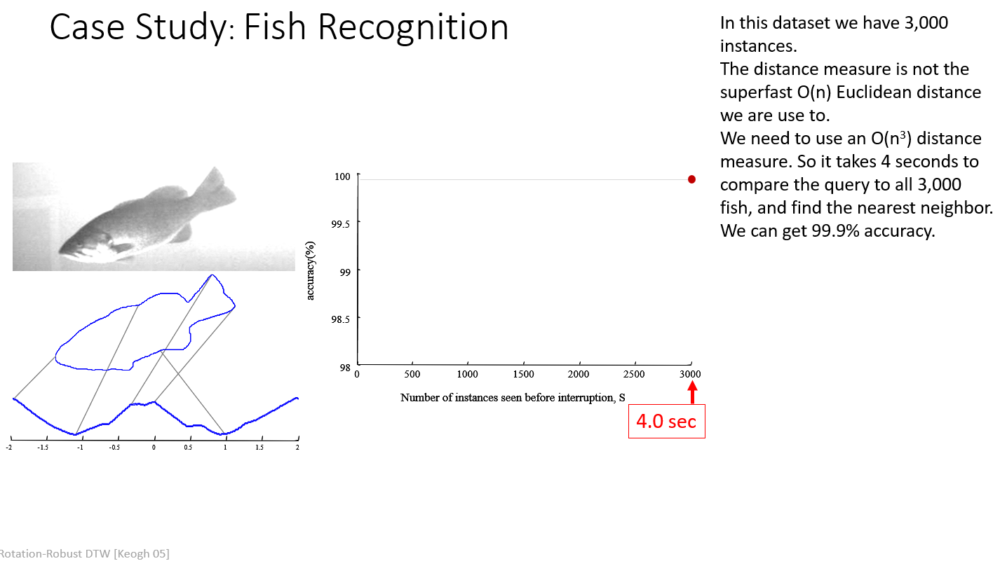 Case Study: Fish Recognition
In this dataset we have 3,000
instances.
The distance measure is not the
superfast O(n) Euclidean distance
we are use to.
We need to use an O(n³) distance
measure. So it takes 4 seconds to
compare the query to all 3,000
fish, and find the nearest neighbor.
We can get 99.9% accuracy.
100
99.5
99
98.5
98
accuracy(%)
0 500 1000 1500 2000 2500 3000
Number of instances seen before interruption, S
4.0 sec
-2 -1.5 -1 -0.5 0 0.5 1 1.5 2
Rotation-Robust DTW [Keogh 05]